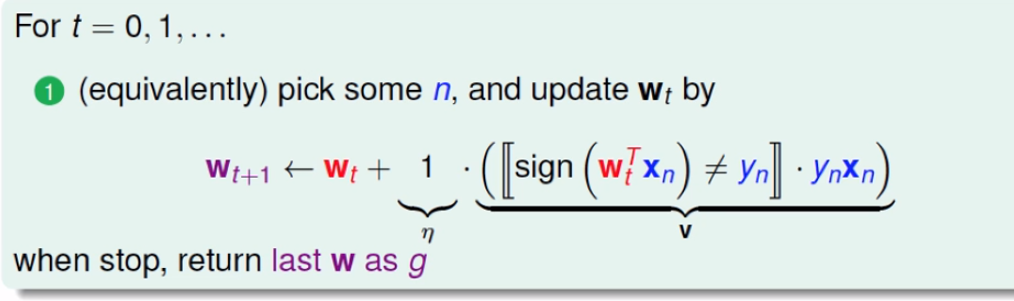 For t = 0, 1, . . .
1 (equivalently) pick some n, and update w_t by
w_{t+1} ← w_t + 1 · ([[sign (w_t^T x_n) ≠ y_n]] · y_n x_n)
η v
when stop, return last w as g